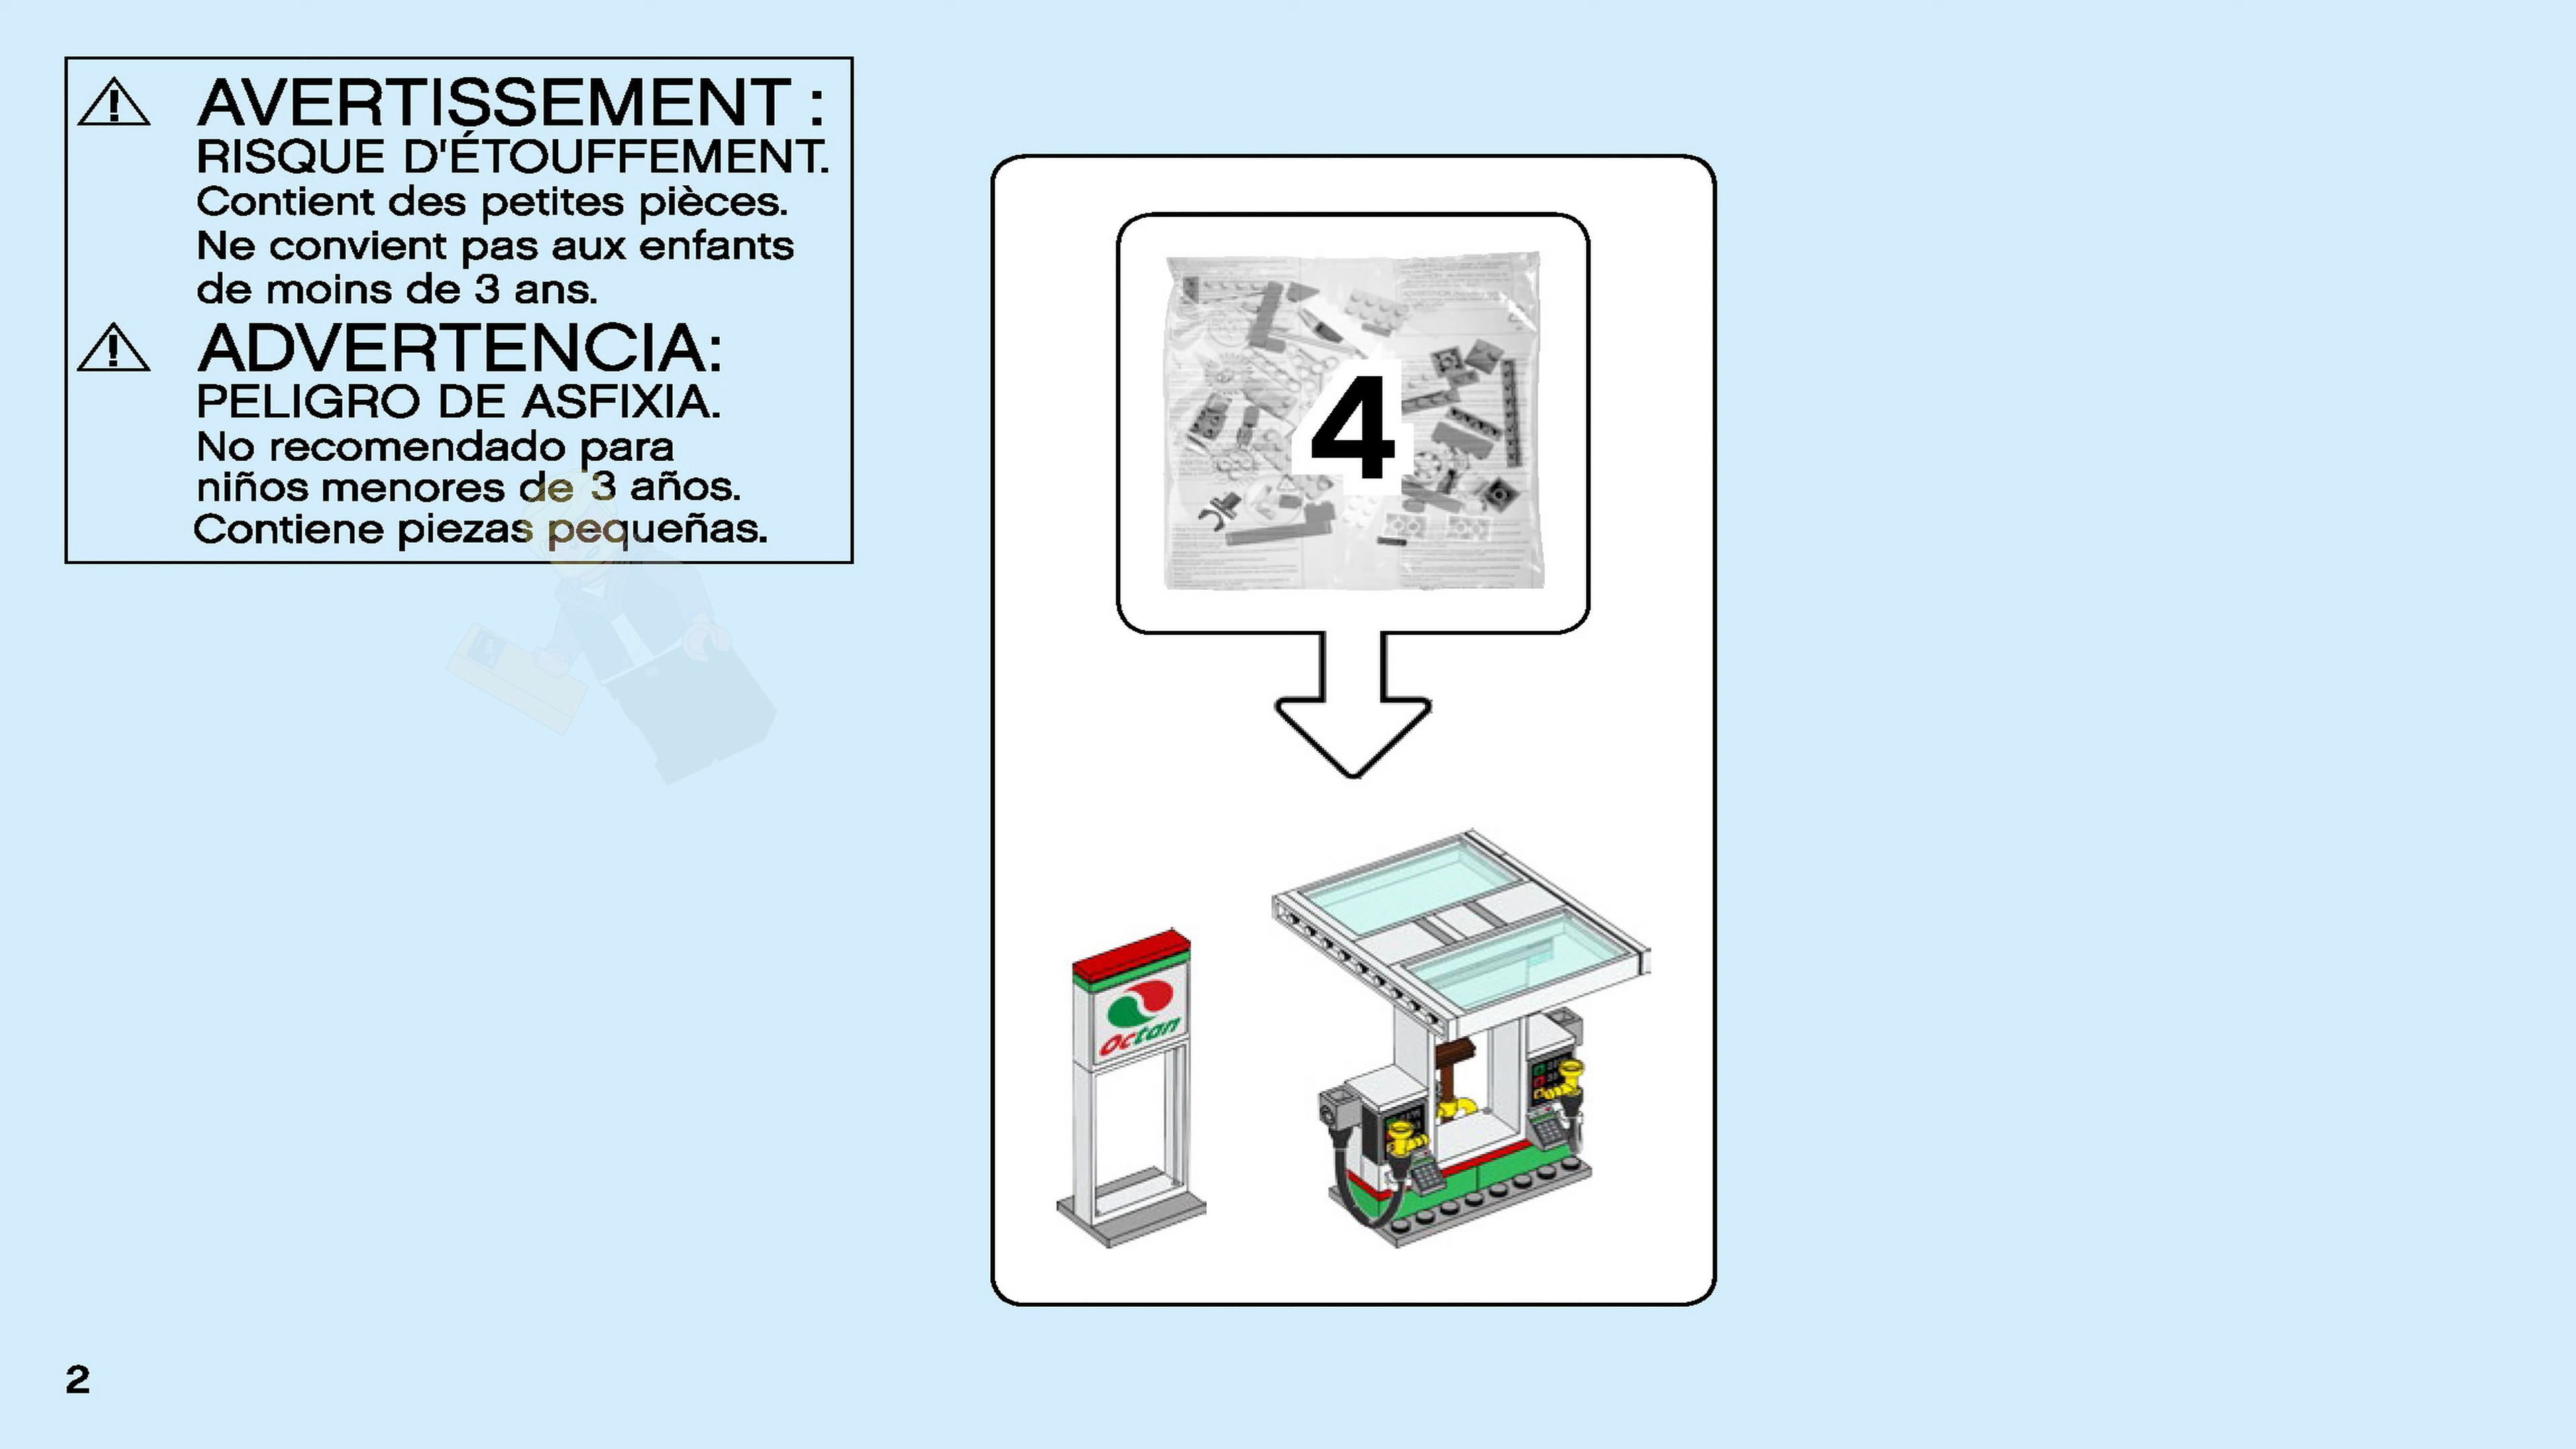 AVERTISSEMENT :
RISQUE D'ÉTOUFFEMENT.
Contient des petites pièces.
Ne convient pas aux enfants
de moins de 3 ans.
ADVERTENCIA:
PELIGRO DE ASFIXIA.
No recomendado para
niños menores de 3 años.
Contiene piezas pequeñas.
4
octan
2